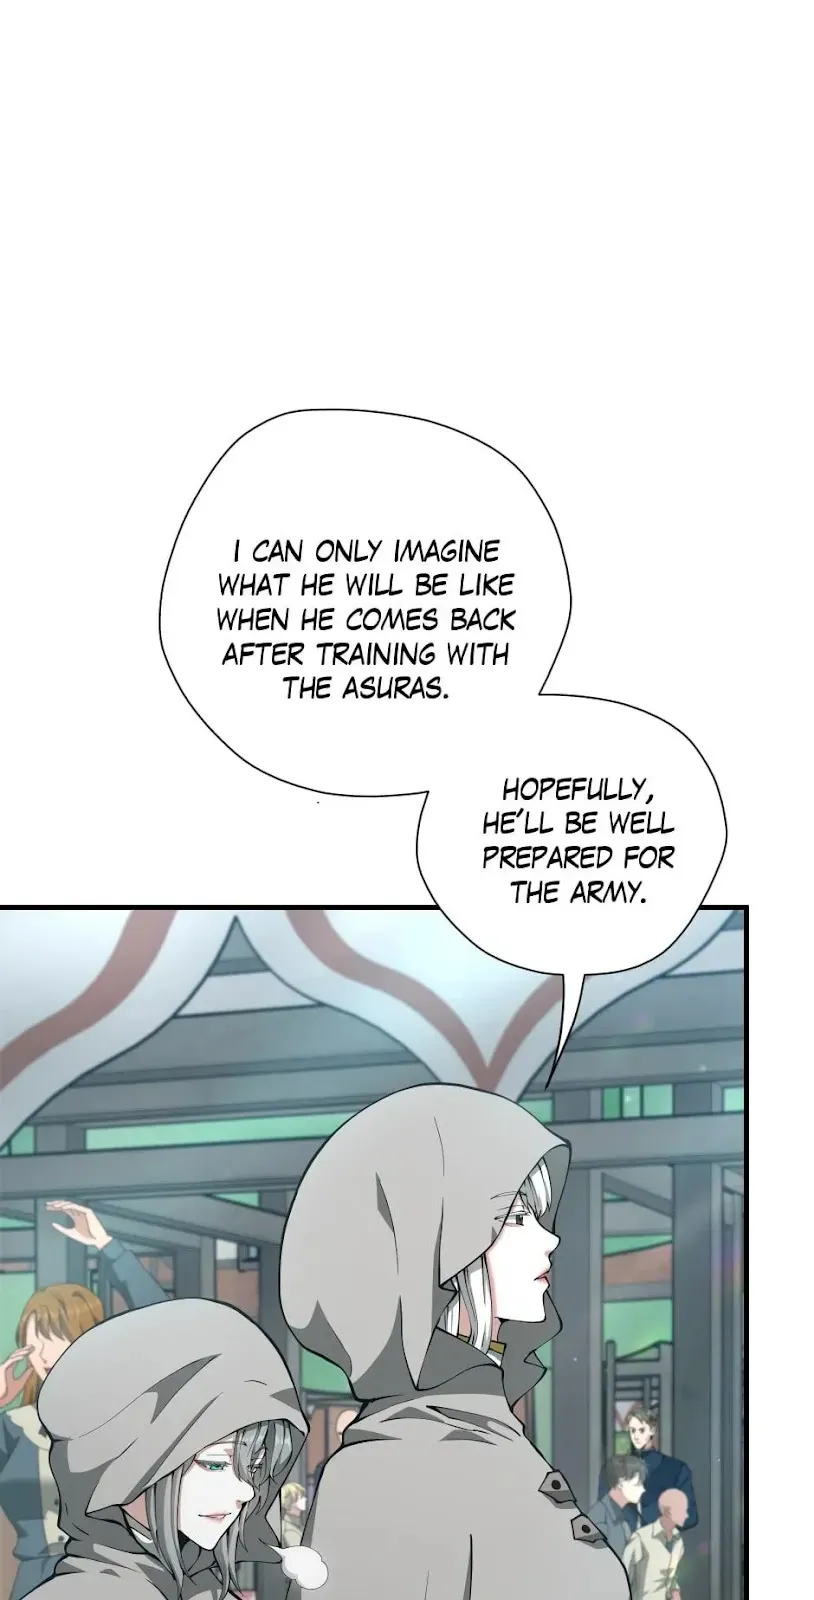 I CAN ONLY IMAGINE
WHAT HE WILL BE LIKE
WHEN HE COMES BACK
AFTER TRAINING WITH
THE ASURAS.
HOPEFULLY,
HE'LL BE WELL
PREPARED FOR
THE ARMY.